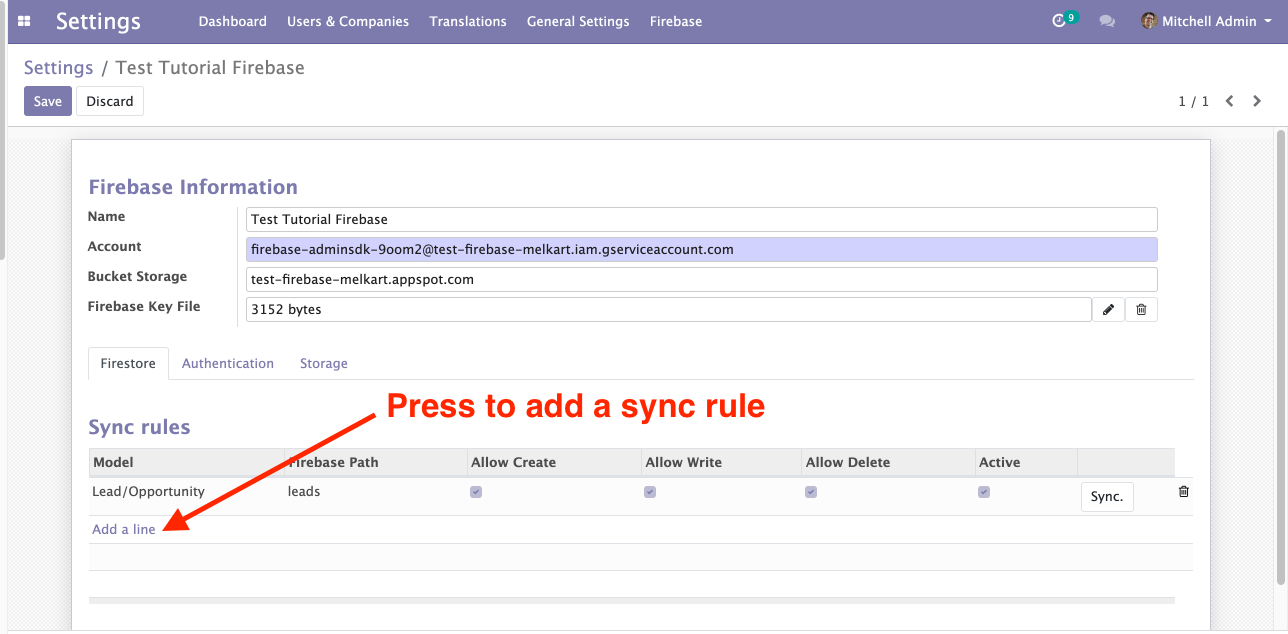 Settings Dashboard Users & Companies Translations General Settings Firebase 9 Mitchell Admin
Settings / Test Tutorial Firebase
Save Discard 1 / 1
Firebase Information
Name Test Tutorial Firebase
Account firebase-adminsdk-9oom2@test-firebase-melkart.iam.gserviceaccount.com
Bucket Storage test-firebase-melkart.appspot.com
Firebase Key File 3152 bytes
Firestore Authentication Storage
Press to add a sync rule
Sync rules
Model Firebase Path Allow Create Allow Write Allow Delete Active
Lead/Opportunity leads Sync.
Add a line